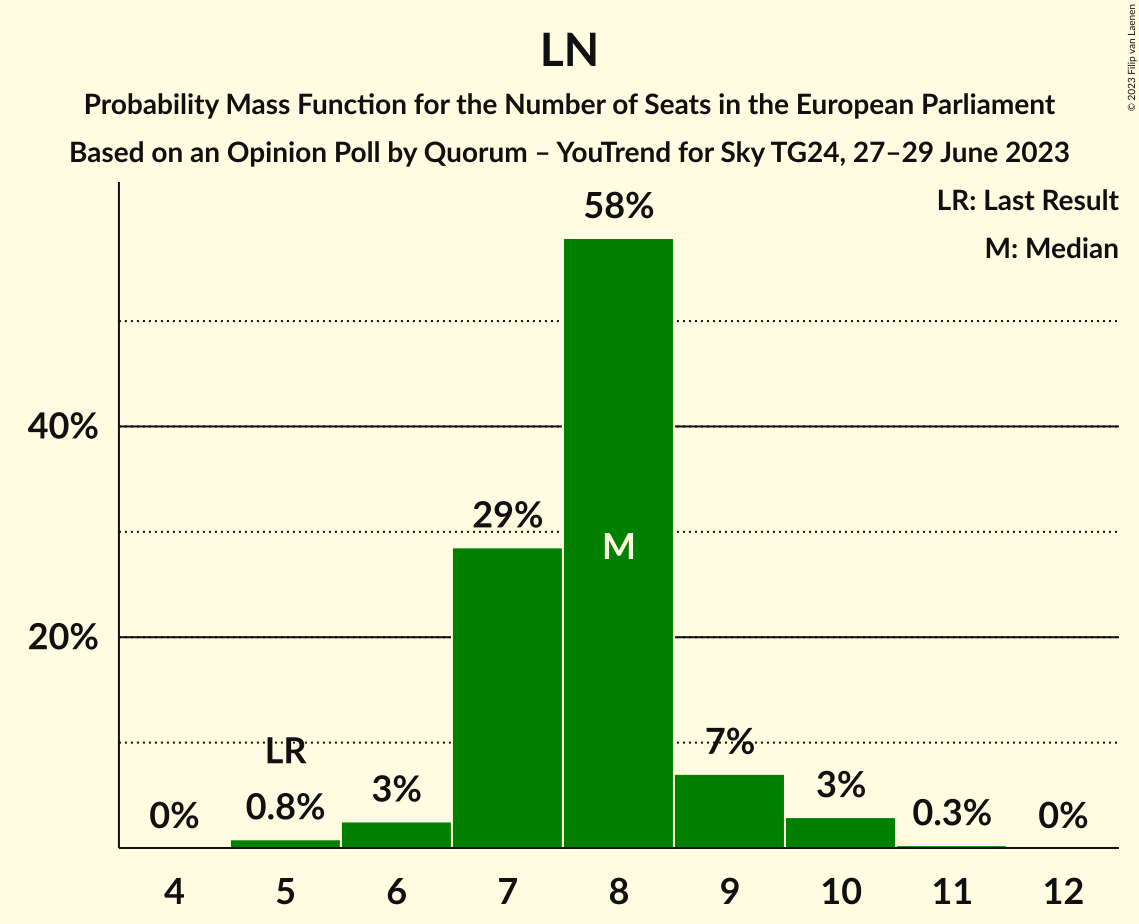 LN
Probability Mass Function for the Number of Seats in the European Parliament
Based on an Opinion Poll by Quorum – YouTrend for Sky TG24, 27–29 June 2023
© 2023 Filip van Laenen
LR: Last Result
M: Median
58%
40%
29%
M
20%
LR
7%
0%
0.8%
3%
3%
0.3%
0%
4 5 6 7 8 9 10 11 12